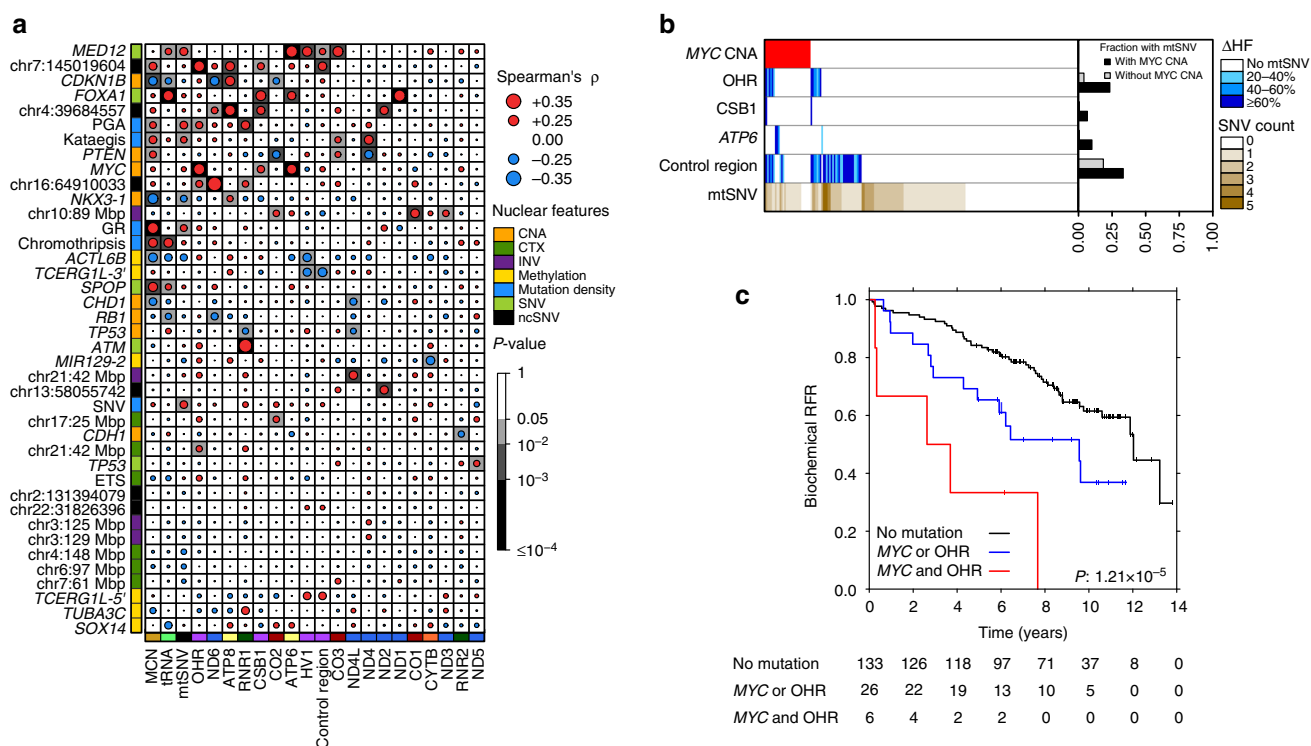 a
MED12
chr7:145019604
CDKN1B
FOXA1
chr4:39684557
PGA
Kataegis
PTEN
MYC
chr16:64910033
NKX3-1
chr10:89 Mbp
GR
Chromothripsis
ACTL6B
TCERG1L-3'
SPOP
CHD1
RB1
TP53
ATM
MIR129-2
chr21:42 Mbp
chr13:58055742
SNV
chr17:25 Mbp
CDH1
chr21:42 Mbp
TP53
ETS
chr2:131394079
chr22:31826396
chr3:125 Mbp
chr3:129 Mbp
chr4:148 Mbp
chr6:97 Mbp
chr7:61 Mbp
TCERG1L-5'
TUBA3C
SOX14
MCN
tRNA
mtSNV
OHR
ND6
ATP8
RNR1
CSB1
CO2
ATP6
HV1
Control region
CO3
ND4L
ND4
ND2
ND1
CO1
CYTB
ND3
RNR2
ND5
Spearman's ρ
+0.35
+0.25
0.00
−0.25
−0.35
Nuclear features
CNA
CTX
INV
Methylation
Mutation density
SNV
ncSNV
P-value
1
0.05
10−2
10−3
≤10−4
b
MYC CNA
OHR
CSB1
ATP6
Control region
mtSNV
Fraction with mtSNV
With MYC CNA
Without MYC CNA
0.00
0.25
0.50
0.75
1.00
ΔHF
No mtSNV
20–40%
40–60%
≥60%
SNV count
0
1
2
3
4
5
c
Biochemical RFR
1.0
0.8
0.6
0.4
0.2
0.0
No mutation
MYC or OHR
MYC and OHR
P: 1.21×10−5
0 2 4 6 8 10 12 14
Time (years)
No mutation 133 126 118 97 71 37 8 0
MYC or OHR 26 22 19 13 10 5 0 0
MYC and OHR 6 4 2 2 0 0 0 0